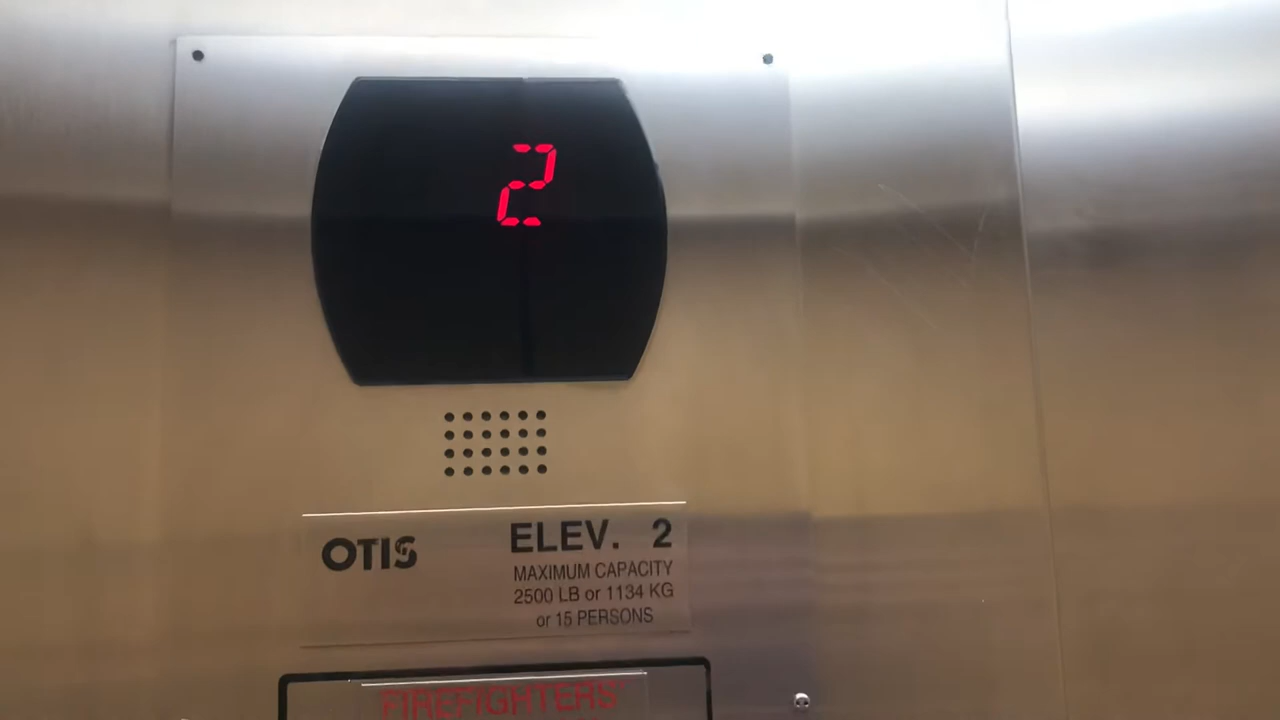 2
OTIS
ELEV. 2
MAXIMUM CAPACITY
2500 LB or 1134 KG
or 15 PERSONS
FIREFIGHTERS'